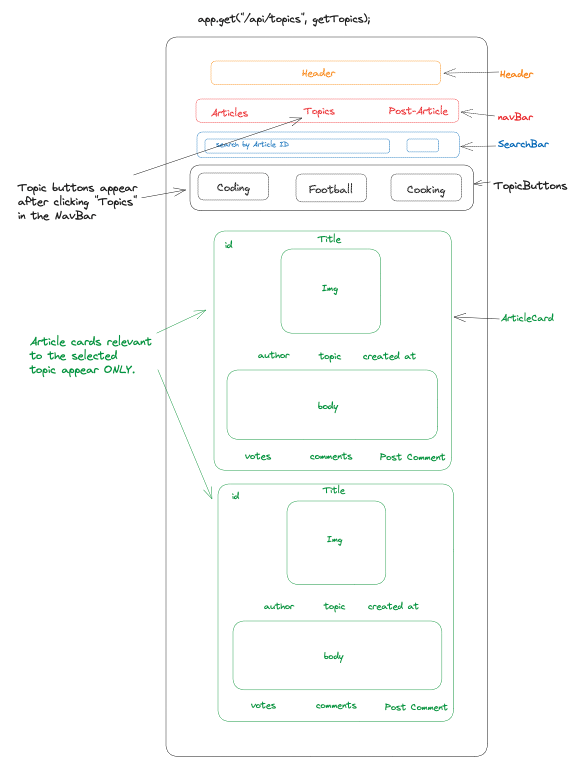 app.get("/api/topics", getTopics);
Header
Header
Articles
Topics
Post-Article
navBar
search by Article ID
SearchBar
Topic buttons appear
after clicking "Topics"
in the NavBar
Coding
Football
Cooking
TopicButtons
id
Title
Img
ArticleCard
Article cards relevant
to the selected
topic appear ONLY.
author
topic
created at
body
votes
comments
Post Comment
id
Title
Img
author
topic
created at
body
votes
comments
Post Comment